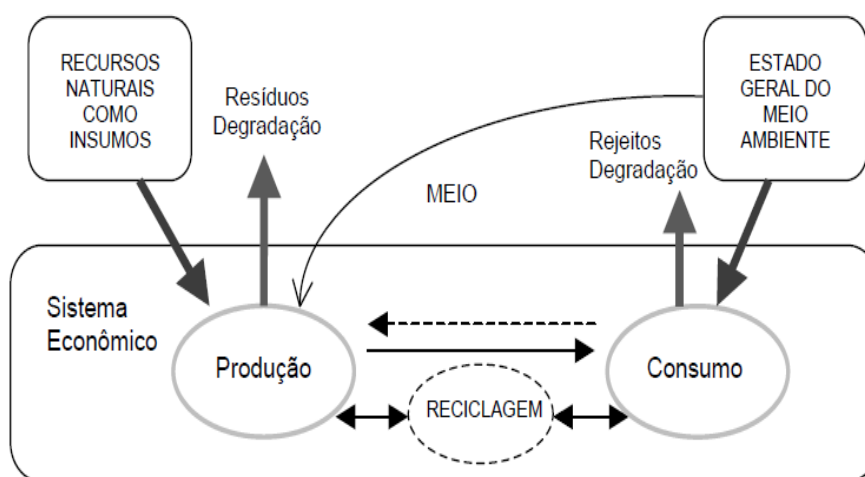 RECURSOS
NATURAIS
COMO
INSUMOS
Resíduos
Degradação
MEIO
Rejeitos
Degradação
ESTADO
GERAL DO
MEIO
AMBIENTE
Sistema
Econômico
Produção
RECICLAGEM
Consumo